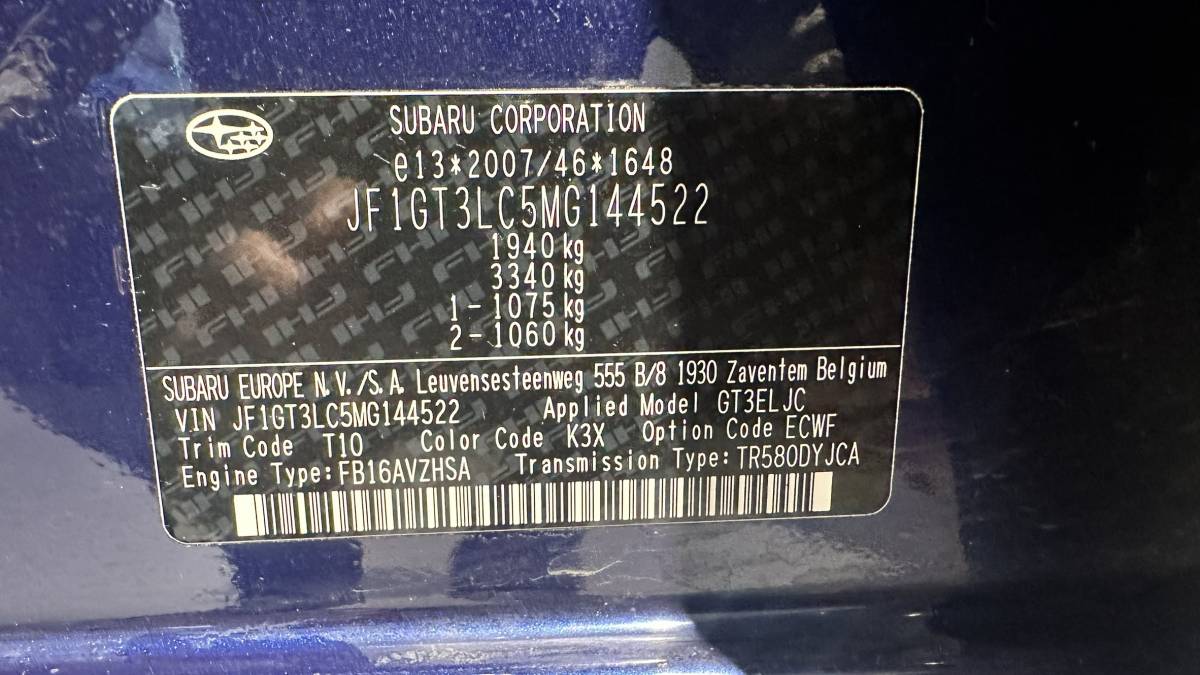 SUBARU CORPORATION
e13*2007/46*1648
JF1GT3LC5MG144522
1940 kg
3340 kg
1-1075 kg
2-1060 kg
SUBARU EUROPE N.V./S.A. Leuvensesteenweg 555 B/8 1930 Zaventem Belgium
VIN JF1GT3LC5MG144522 Applied Model GT3ELJC
Trim Code T10 Color Code K3X Option Code ECWF
Engine Type:FB16AVZHSA Transmission Type:TR580DYJCA